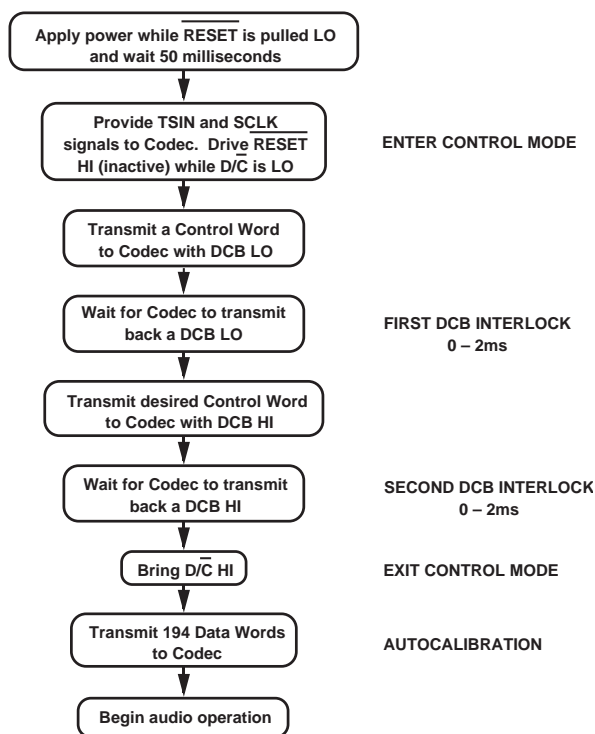 Apply power while RESET is pulled LO
and wait 50 milliseconds
Provide TSIN and SCLK
signals to Codec. Drive RESET
HI (inactive) while D/C is LO
ENTER CONTROL MODE
Transmit a Control Word
to Codec with DCB LO
Wait for Codec to transmit
back a DCB LO
FIRST DCB INTERLOCK
0 – 2ms
Transmit desired Control Word
to Codec with DCB HI
Wait for Codec to transmit
back a DCB HI
SECOND DCB INTERLOCK
0 – 2ms
Bring D/C HI
EXIT CONTROL MODE
Transmit 194 Data Words
to Codec
AUTOCALIBRATION
Begin audio operation